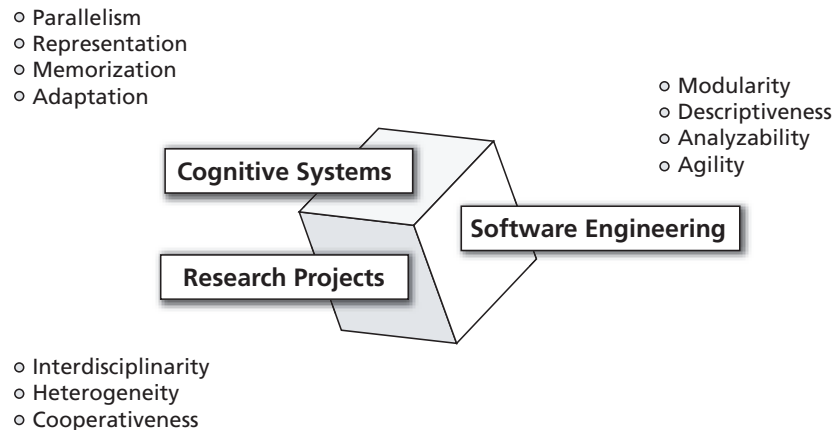 Parallelism
Representation
Memorization
Adaptation
Modularity
Descriptiveness
Analyzability
Agility
Cognitive Systems
Software Engineering
Research Projects
Interdisciplinarity
Heterogeneity
Cooperativeness